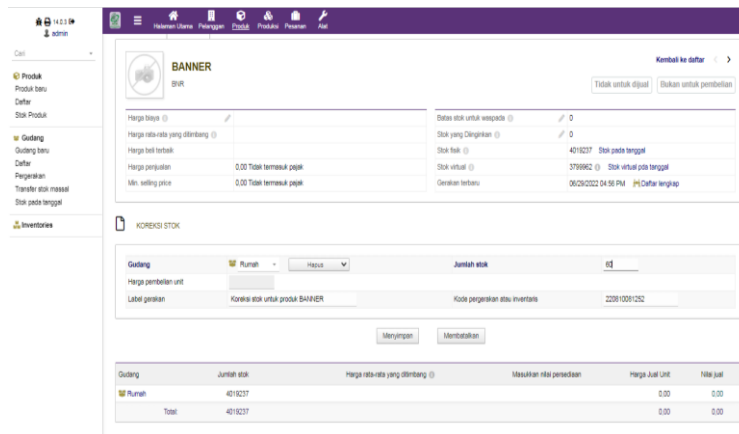 14.0.3
admin
Halaman Utama Pelanggan Produk Produksi Pesanan Alat
Cari
Produk
Produk baru
Daftar
Stok Produk
Gudang
Gudang baru
Daftar
Pergerakan
Transfer stok massal
Stok pada tanggal
Inventories
BANNER
BNR
Kembali ke daftar
Tidak untuk dijual Bukan untuk pembelian
Harga biaya
Harga rata-rata yang ditimbang
Harga beli terbaik
Harga penjualan 0,00 Tidak termasuk pajak
Min. selling price 0,00 Tidak termasuk pajak
Batas stok untuk waspada 0
Stok yang Diinginkan 0
Stok fisik 4019237 Stok pada tanggal
Stok virtual 3799962 Stok virtual pda tanggal
Gerakan terbaru 06/29/2022 04:56 PM Daftar lengkap
KOREKSI STOK
Gudang Rumah Hapus Jumlah stok 60
Harga pembelian unit
Label gerakan Koreksi stok untuk produk BANNER Kode pergerakan atau inventaris 220810081252
Menyimpan Membatalkan
Gudang Jumlah stok Harga rata-rata yang ditimbang Masukkan nilai persediaan Harga Jual Unit Nilai jual
Rumah 4019237 0,00 0,00
Total: 4019237 0,00 0,00